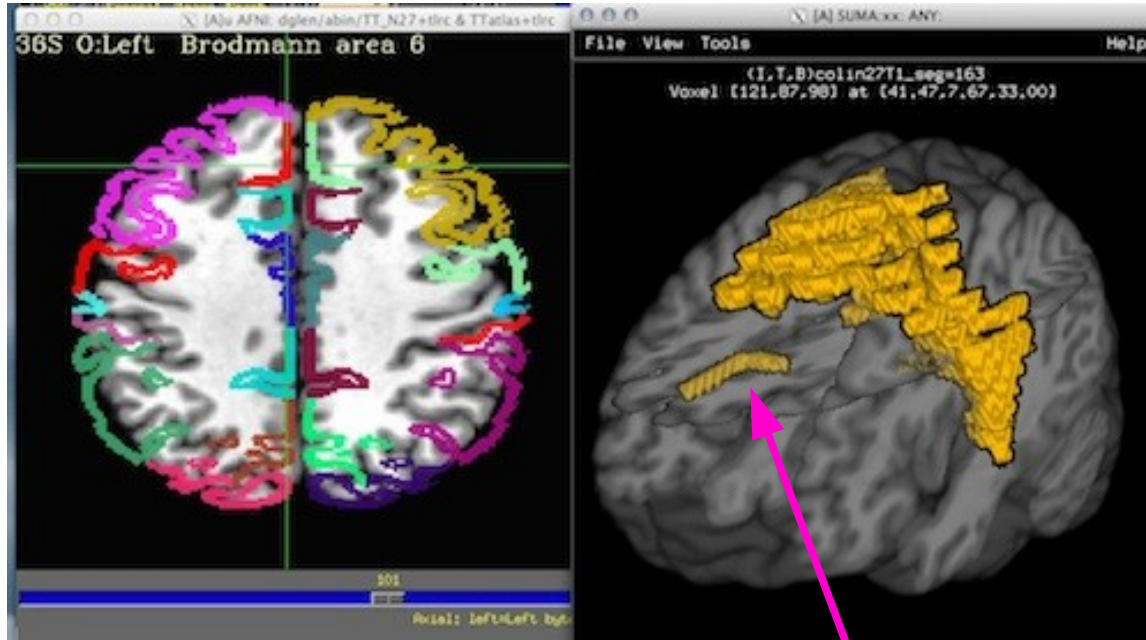 [A]u AFNI: dglen/abin/TT_N27+tlrc & TTatlas+tlrc
36S 0:Left Brodmann area 6
101
Axial: left=Left
[A] SUMA:xx: ANY:
File View Tools Help
(I,T,B)colin27T1_seg=163
Voxel [121,87,98] at [41.47,7.67,33.00]